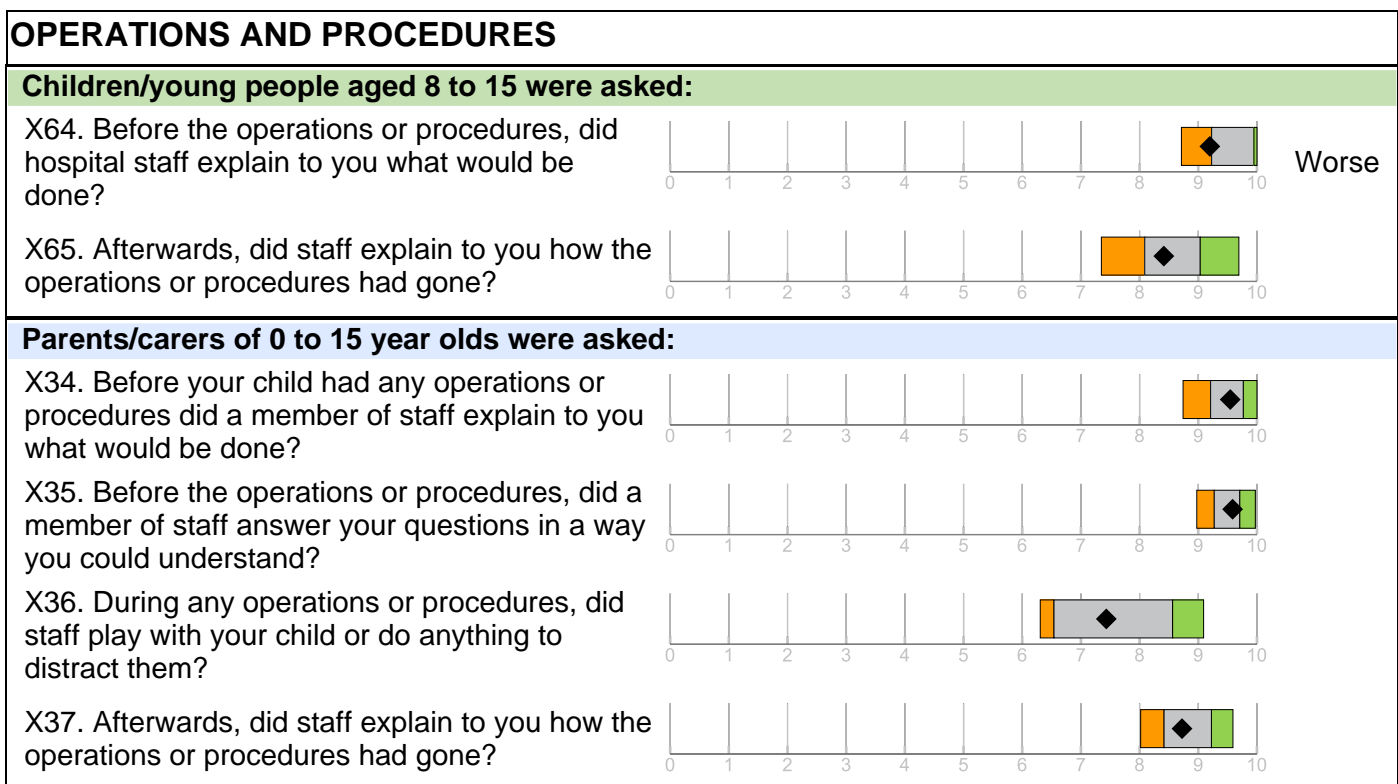 OPERATIONS AND PROCEDURES
Children/young people aged 8 to 15 were asked:
X64. Before the operations or procedures, did
hospital staff explain to you what would be
done?
0 1 2 3 4 5 6 7 8 9 10
Worse
X65. Afterwards, did staff explain to you how the
operations or procedures had gone?
0 1 2 3 4 5 6 7 8 9 10
Parents/carers of 0 to 15 year olds were asked:
X34. Before your child had any operations or
procedures did a member of staff explain to you
what would be done?
0 1 2 3 4 5 6 7 8 9 10
X35. Before the operations or procedures, did a
member of staff answer your questions in a way
you could understand?
0 1 2 3 4 5 6 7 8 9 10
X36. During any operations or procedures, did
staff play with your child or do anything to
distract them?
0 1 2 3 4 5 6 7 8 9 10
X37. Afterwards, did staff explain to you how the
operations or procedures had gone?
0 1 2 3 4 5 6 7 8 9 10